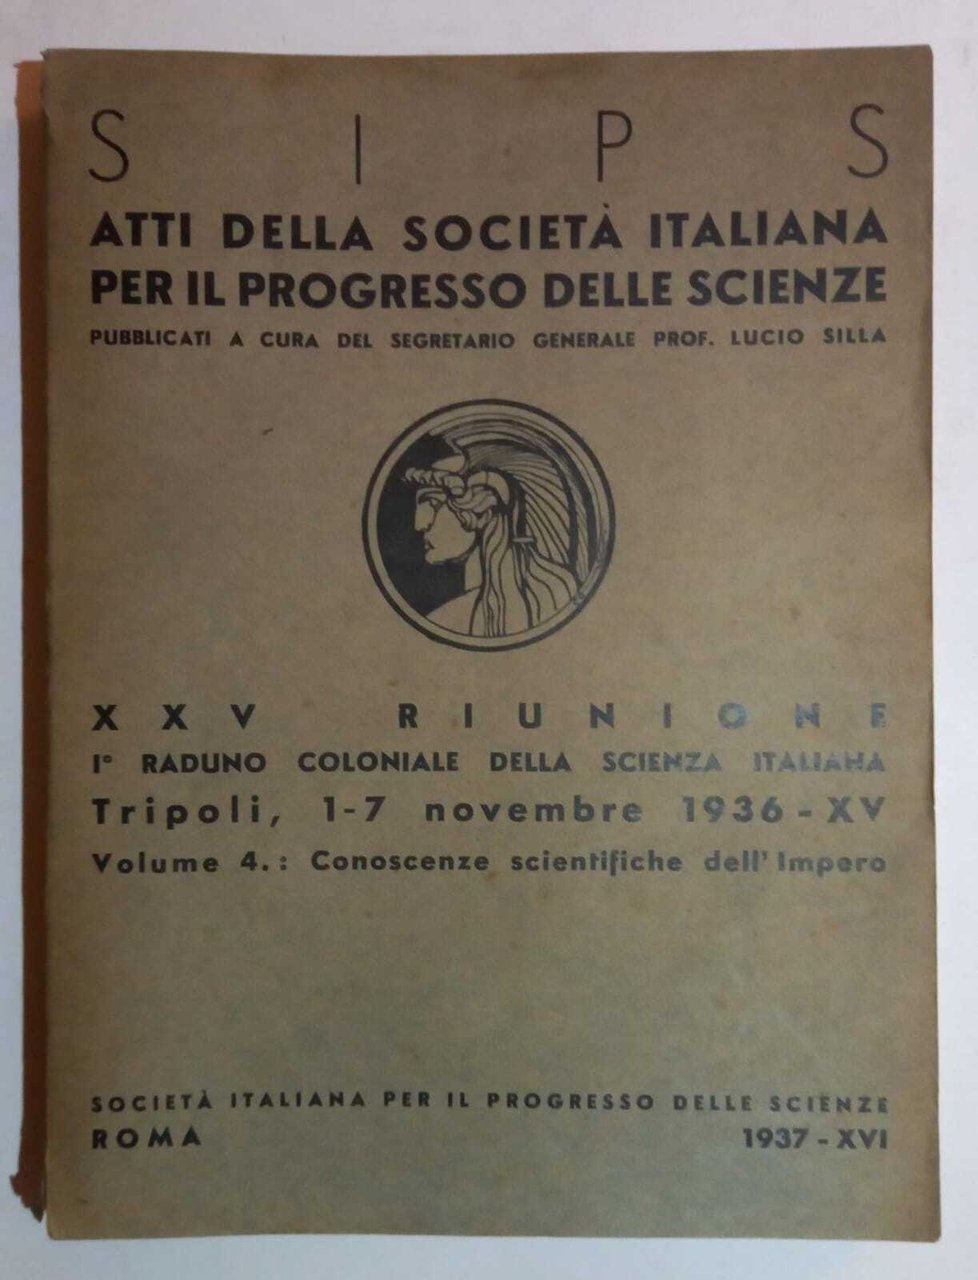 S I P S
ATTI DELLA SOCIETÀ ITALIANA
PER IL PROGRESSO DELLE SCIENZE
PUBBLICATI A CURA DEL SEGRETARIO GENERALE PROF. LUCIO SILLA
XXV RIUNIONE
I° RADUNO COLONIALE DELLA SCIENZA ITALIANA
Tripoli, 1-7 novembre 1936 - XV
Volume 4. : Conoscenze scientifiche dell'Impero
SOCIETÀ ITALIANA PER IL PROGRESSO DELLE SCIENZE
ROMA 1937 - XVI